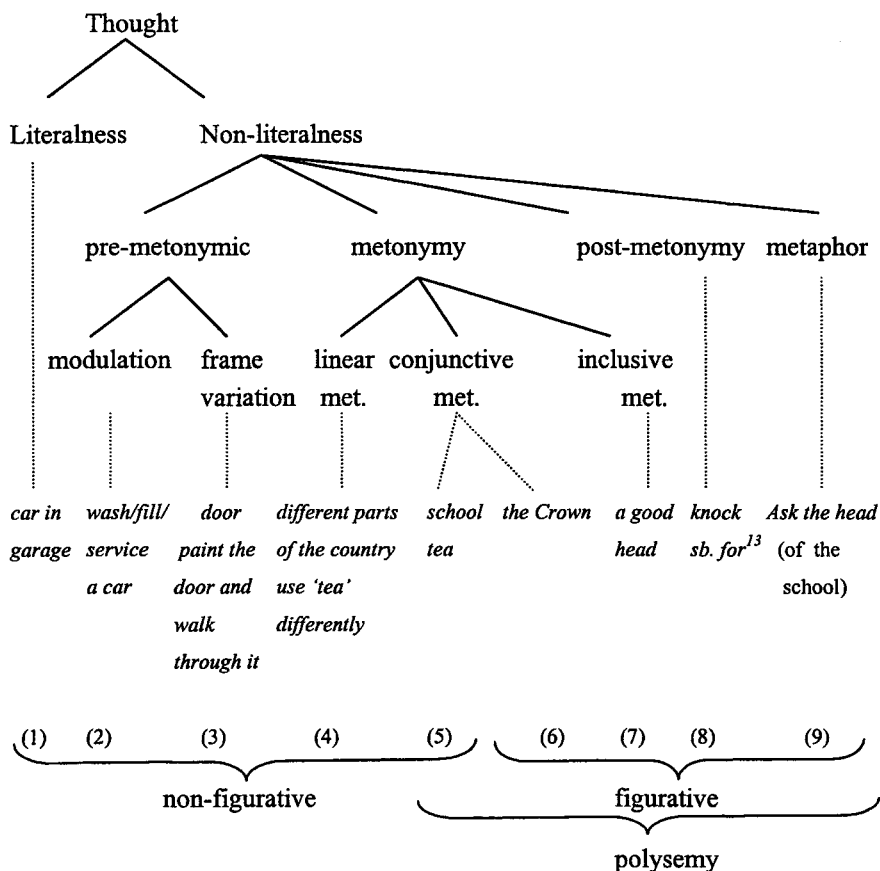 Thought
Literalness Non-literalness
pre-metonymic metonymy post-metonymy metaphor
modulation frame linear conjunctive inclusive
variation met. met. met.
car in wash/fill/ door different parts school the Crown a good knock Ask the head
garage service paint the of the country tea head sb. for13 (of the
a car door and use ‘tea’ school)
walk differently
through it
(1) (2) (3) (4) (5) (6) (7) (8) (9)
non-figurative figurative
polysemy